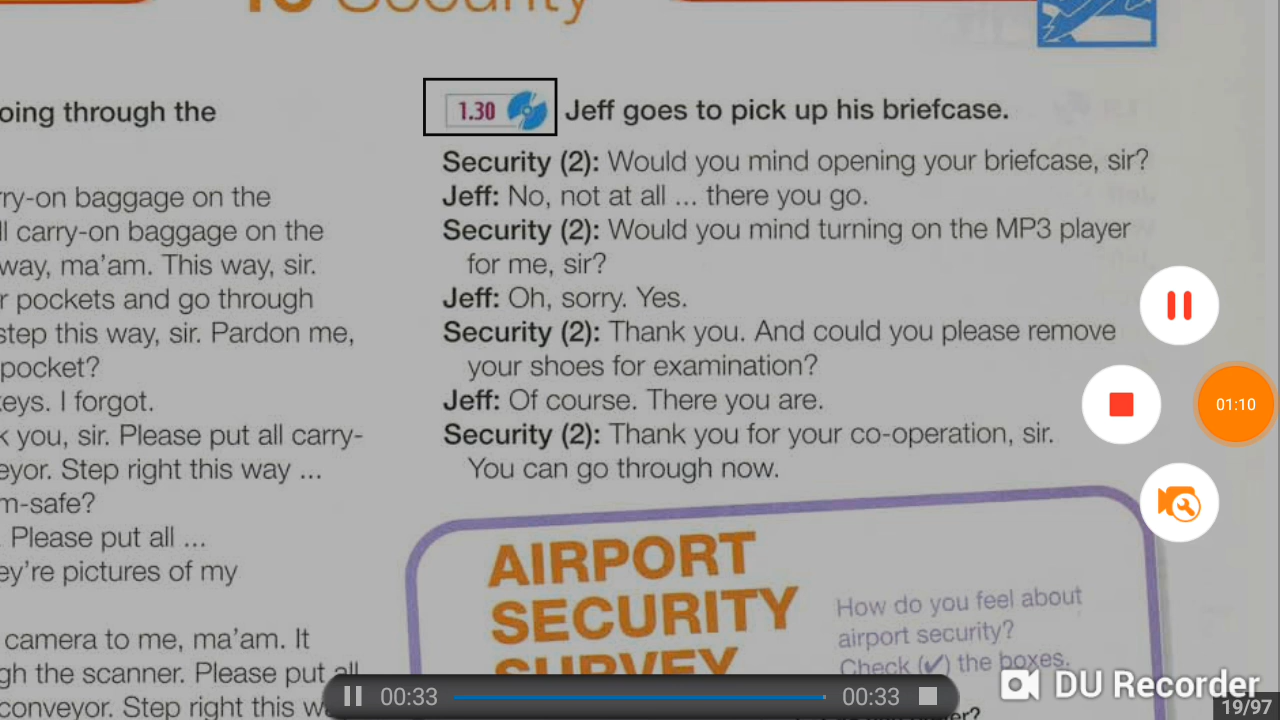 Security
oing through the
rry-on baggage on the
ll carry-on baggage on the
way, ma'am. This way, sir.
r pockets and go through
step this way, sir. Pardon me,
pocket?
keys. I forgot.
k you, sir. Please put all carry-
eyor. Step right this way ...
m-safe?
. Please put all ...
ey're pictures of my
camera to me, ma'am. It
gh the scanner. Please put all
conveyor. Step right this w
1.30 Jeff goes to pick up his briefcase.
Security (2): Would you mind opening your briefcase, sir?
Jeff: No, not at all ... there you go.
Security (2): Would you mind turning on the MP3 player
for me, sir?
Jeff: Oh, sorry. Yes.
Security (2): Thank you. And could you please remove
your shoes for examination?
Jeff: Of course. There you are.
Security (2): Thank you for your co-operation, sir.
You can go through now.
AIRPORT
SECURITY
SURVEY
How do you feel about
airport security?
Check (✓) the boxes.
01:10
00:33
00:33
DU Recorder
19/97